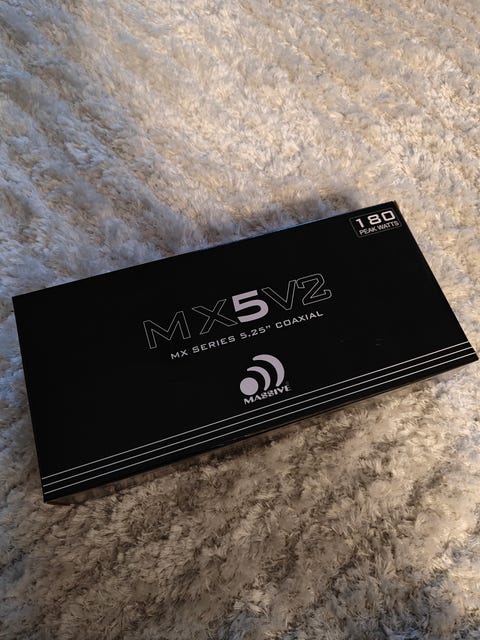 180
PEAK WATTS
MX5V2
MX SERIES 5.25" COAXIAL
MASSIVE